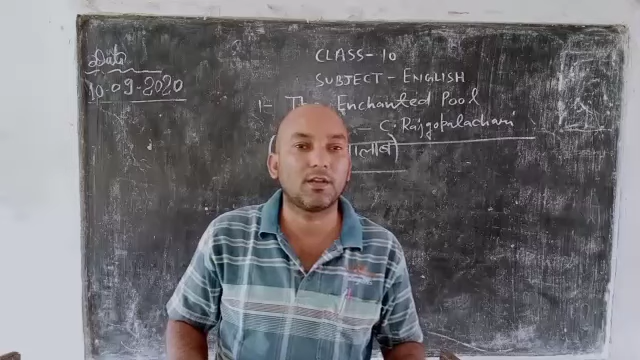 Date
10-09-2020
CLASS-10
SUBJECT - ENGLISH
1- The Enchanted Pool
- C. Rajgopalachari